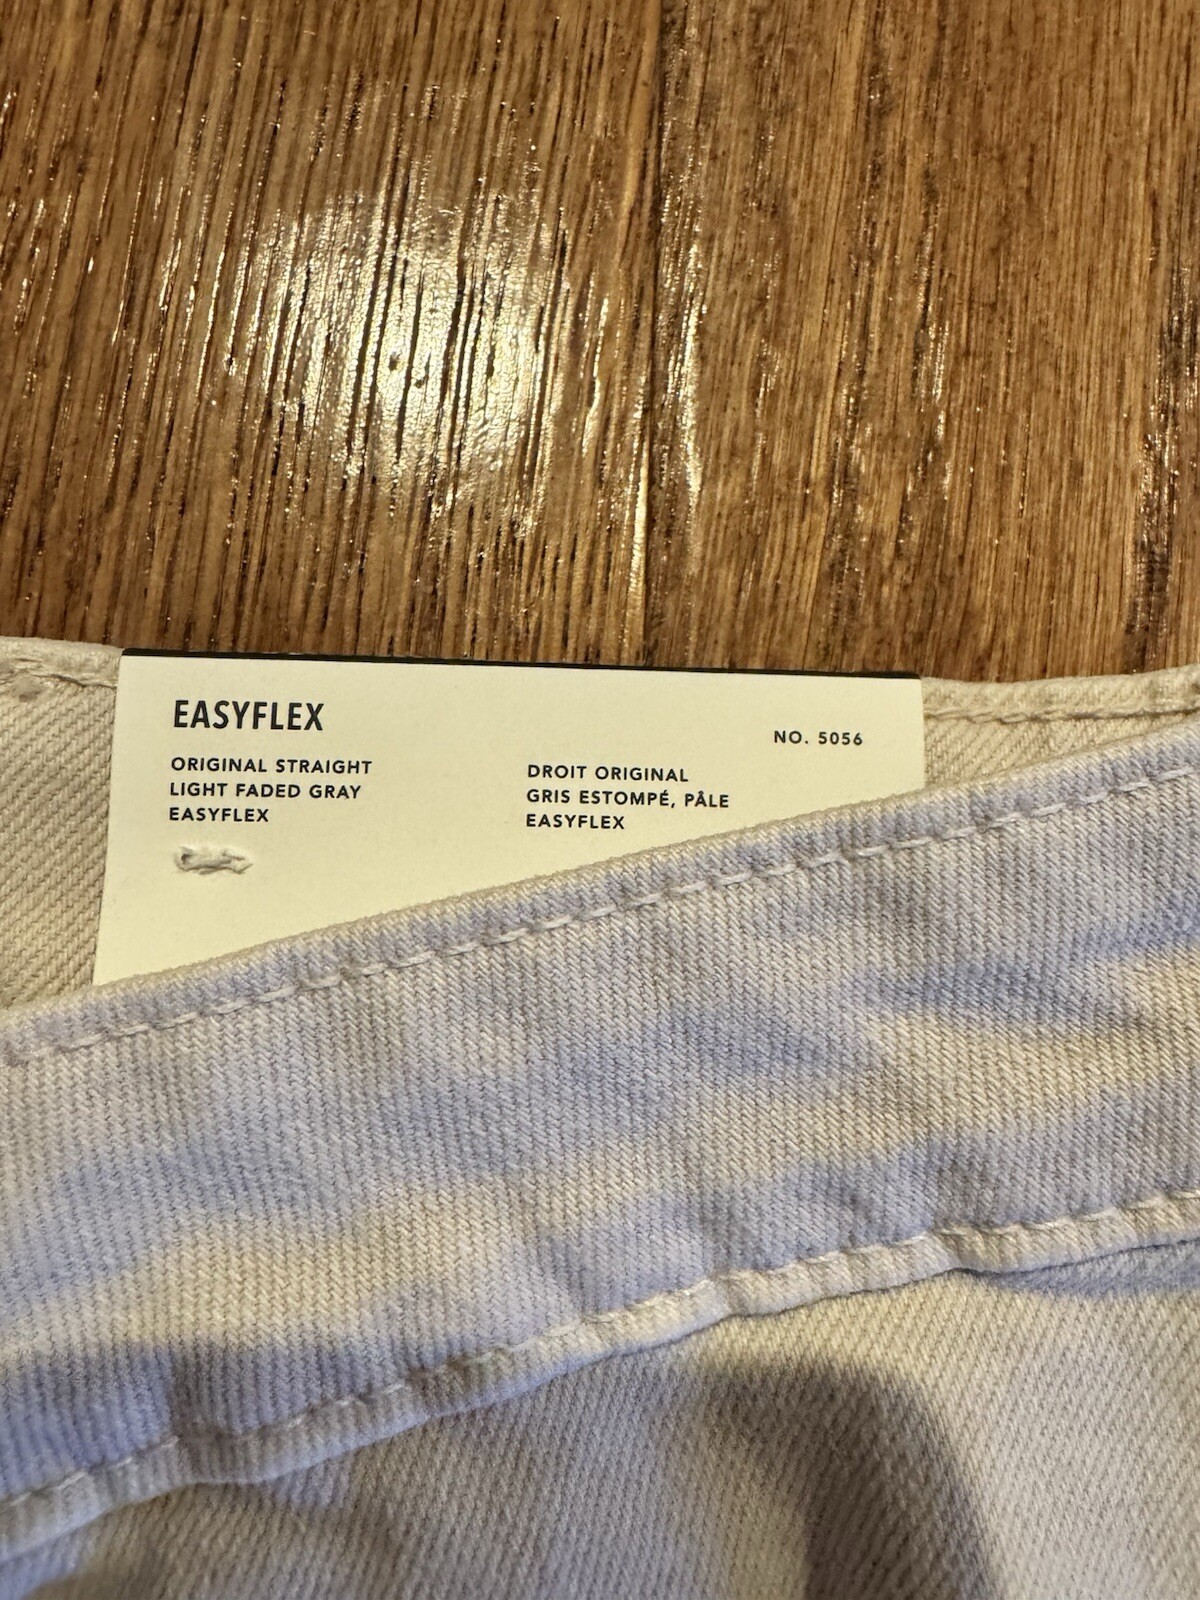 EASYFLEX
NO. 5056
ORIGINAL STRAIGHT
LIGHT FADED GRAY
EASYFLEX
DROIT ORIGINAL
GRIS ESTOMPÉ, PÂLE
EASYFLEX